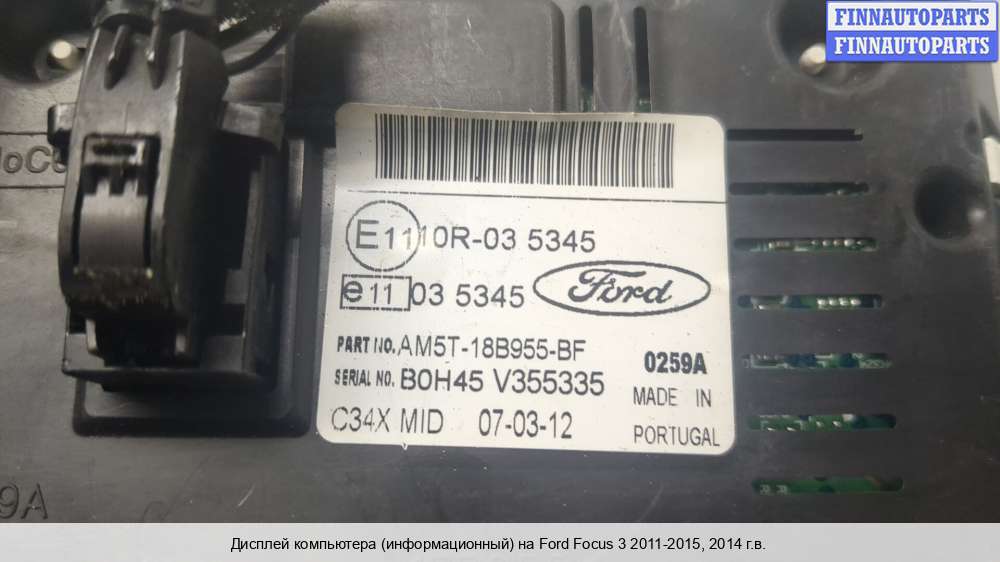 FINNAUTOPARTS
FINNAUTOPARTS
E11 10R-03 5345
e11 03 5345
Ford
PART NO. AM5T-18B955-BF
0259A
SERIAL NO. B0H45 V355335
MADE IN
C34X MID 07-03-12
PORTUGAL
9A
Дисплей компьютера (информационный) на Ford Focus 3 2011-2015, 2014 г.в.